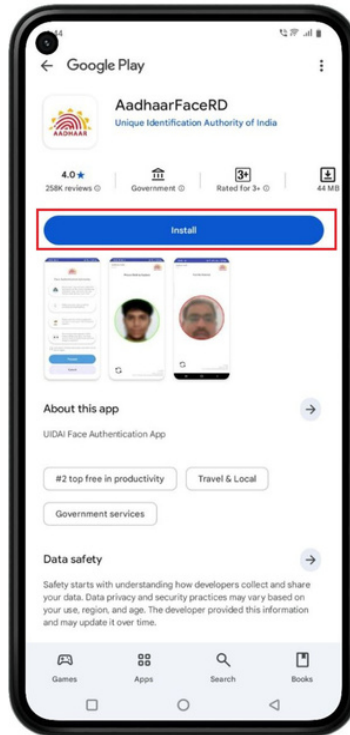 :44
Google Play
AADHAAR
AadhaarFaceRD
Unique Identification Authority of India
4.0★
258K reviews
Government
3+
Rated for 3+
44 MB
Install
About this app
UIDAI Face Authentication App
#2 top free in productivity
Travel & Local
Government services
Data safety
Safety starts with understanding how developers collect and share
your data. Data privacy and security practices may vary based on
your use, region, and age. The developer provided this information
and may update it over time.
Games
Apps
Search
Books